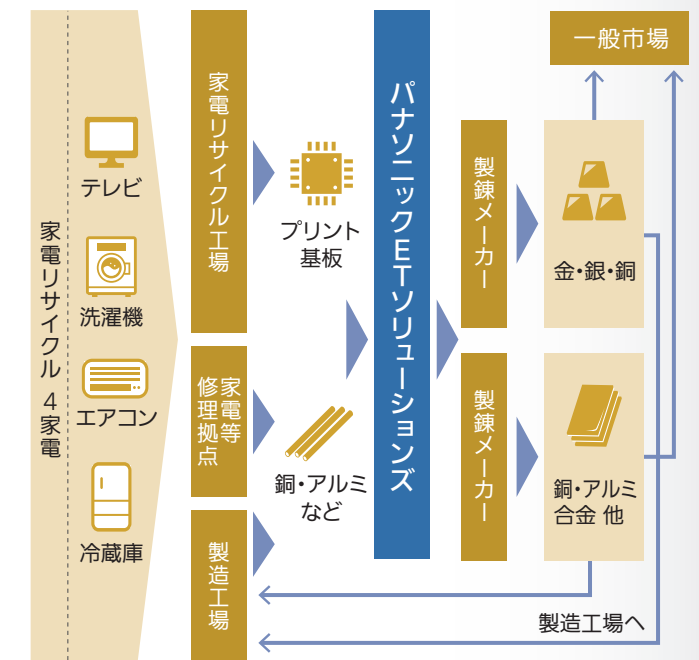 家電リサイクル 4家電
テレビ
洗濯機
エアコン
冷蔵庫
家電リサイクル工場
家電等
修理拠点
製造工場
プリント
基板
銅・アルミ
など
パナソニックETソリューションズ
製錬メーカー
製錬メーカー
一般市場
金・銀・銅
銅・アルミ
合金 他
製造工場へ